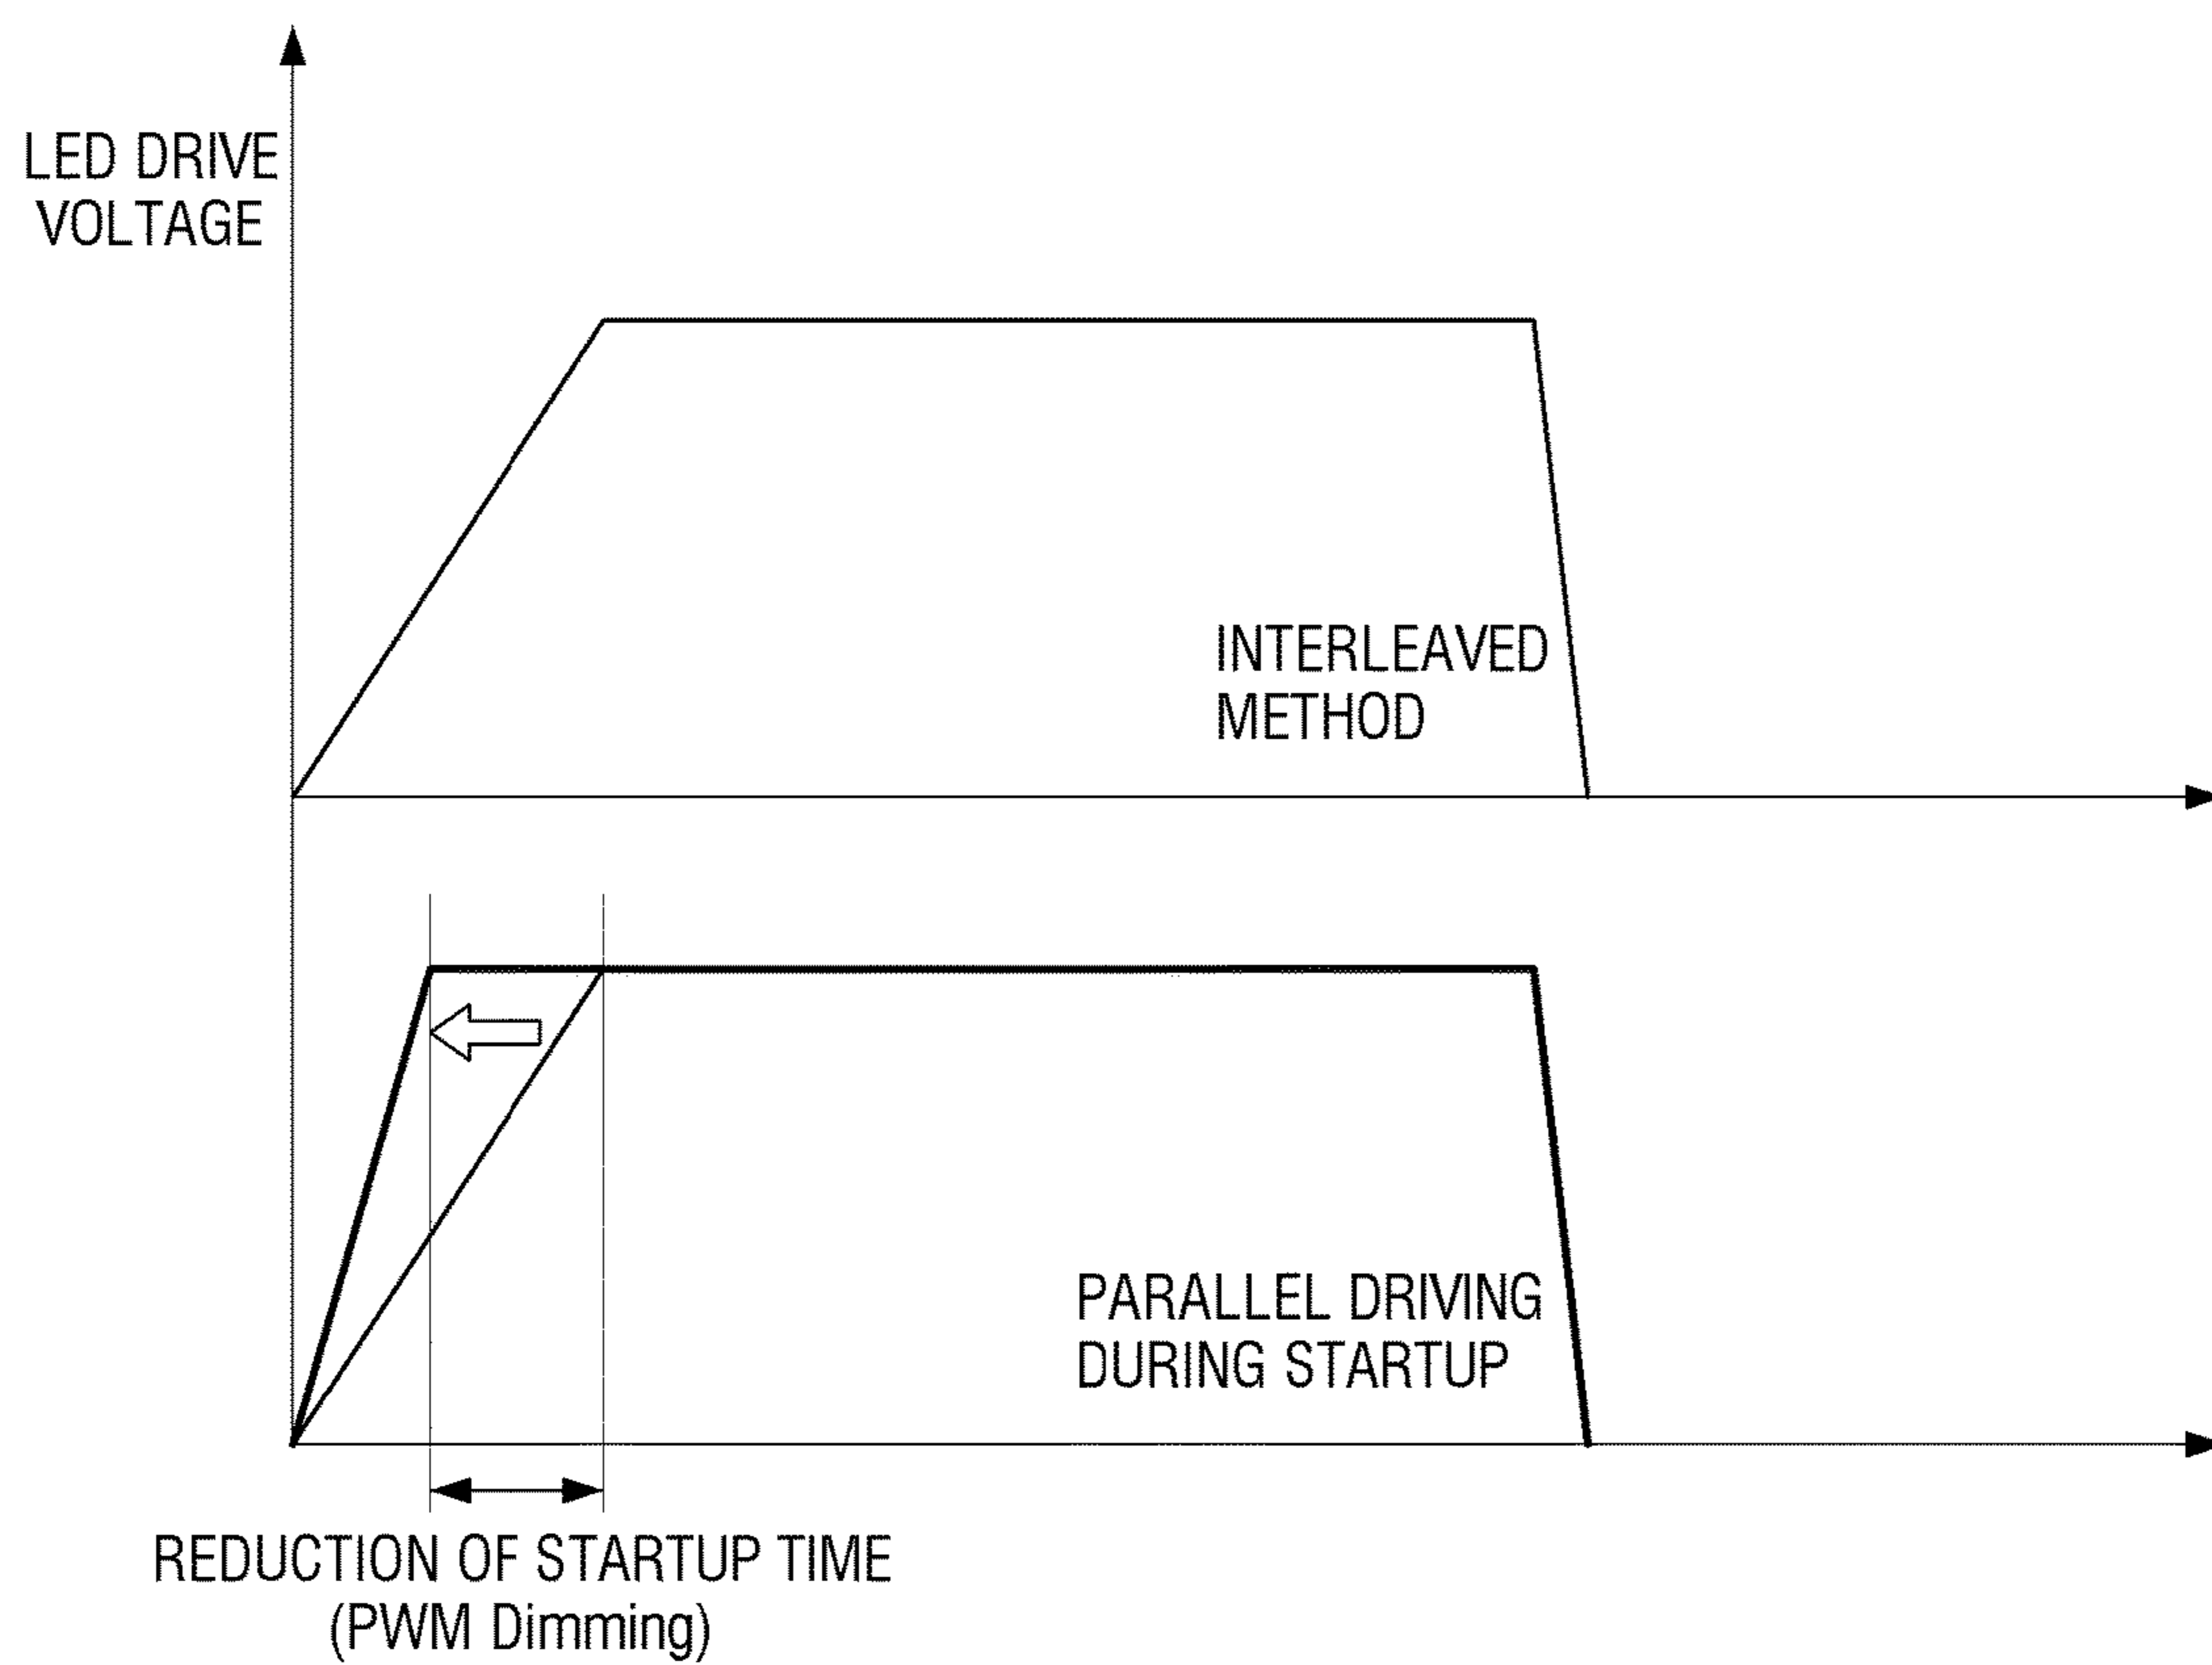 LED DRIVE
VOLTAGE
INTERLEAVED
METHOD
PARALLEL DRIVING
DURING STARTUP
REDUCTION OF STARTUP TIME
(PWM Dimming)